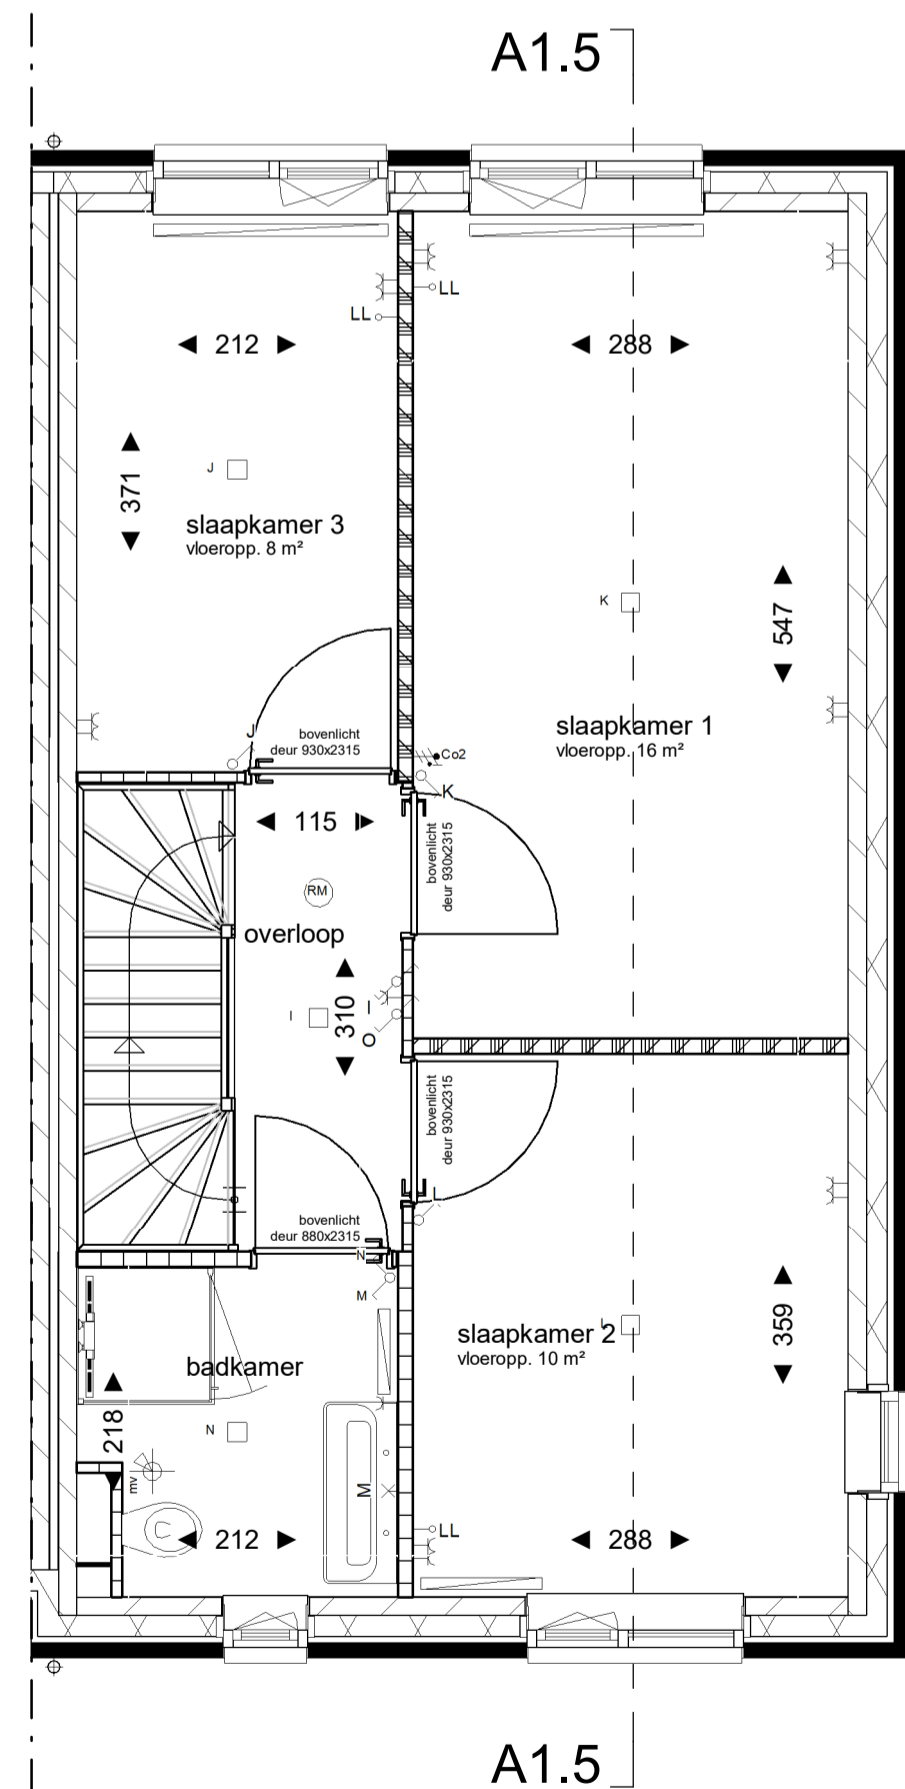 A1.5
LL
LL
212
288
371
J
slaapkamer 3
vloeropp. 8 m²
K
547
slaapkamer 1
vloeropp. 16 m²
J
bovenlicht
deur 930x2315
Co2
K
115
bovenlicht
deur 930x2315
RM
overloop
I
310
I
O
bovenlicht
deur 930x2315
L
bovenlicht
deur 880x2315
N
M
L
slaapkamer 2
vloeropp. 10 m²
359
badkamer
218
N
mv
M
212
LL
288
A1.5